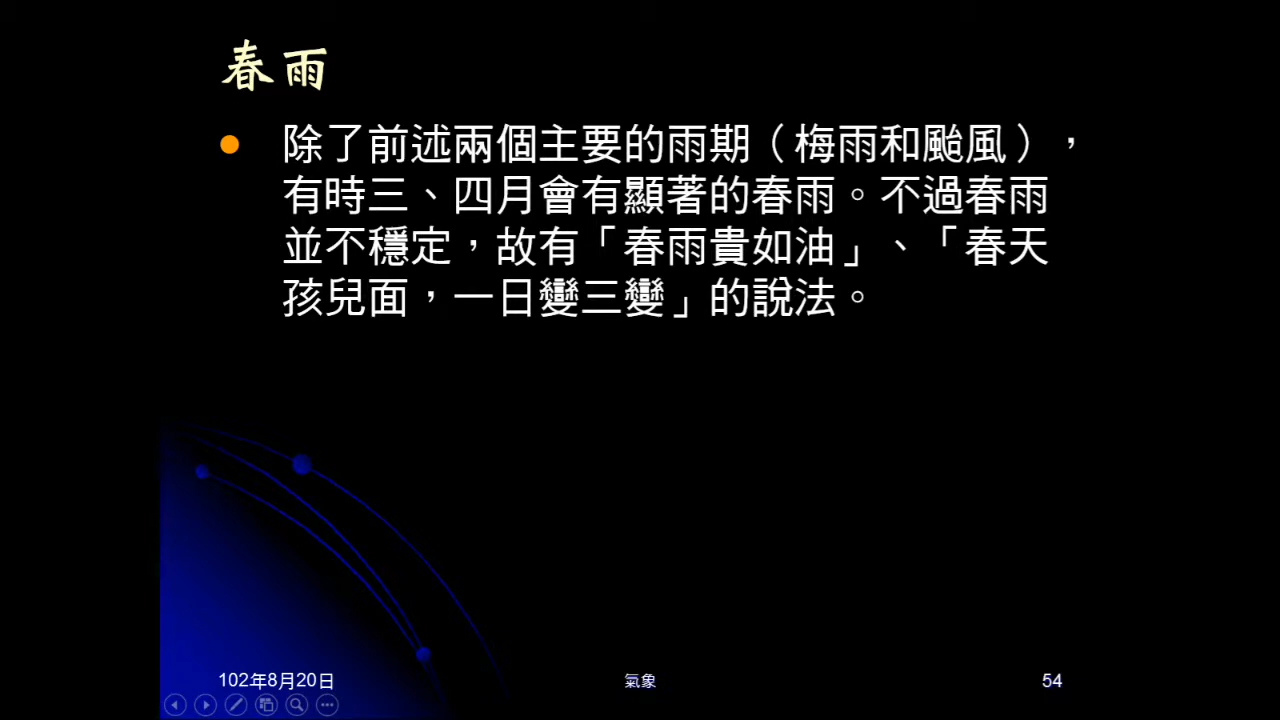 春雨
除了前述兩個主要的雨期（梅雨和颱風），
有時三、四月會有顯著的春雨。不過春雨
並不穩定，故有「春雨貴如油」、「春天
孩兒面，一日變三變」的說法。
102年8月20日
氣象
54